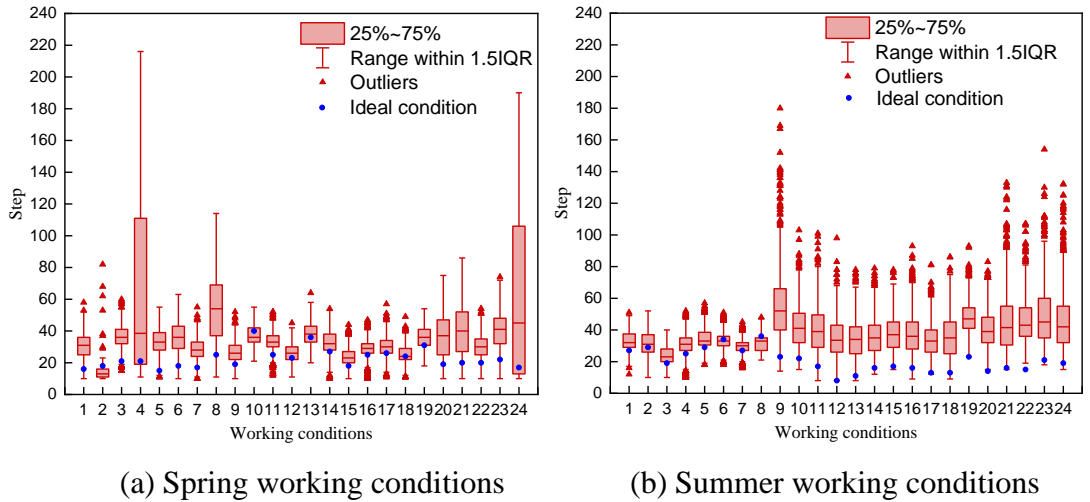 240
220
200
180
160
140
120
100
80
60
40
20
0
Step
25%~75%
Range within 1.5IQR
Outliers
Ideal condition
1 2 3 4 5 6 7 8 9 10 11 12 13 14 15 16 17 18 19 20 21 22 23 24
Working conditions
(a) Spring working conditions
240
220
200
180
160
140
120
100
80
60
40
20
0
Step
25%~75%
Range within 1.5IQR
Outliers
Ideal condition
1 2 3 4 5 6 7 8 9 10 11 12 13 14 15 16 17 18 19 20 21 22 23 24
Working conditions
(b) Summer working conditions